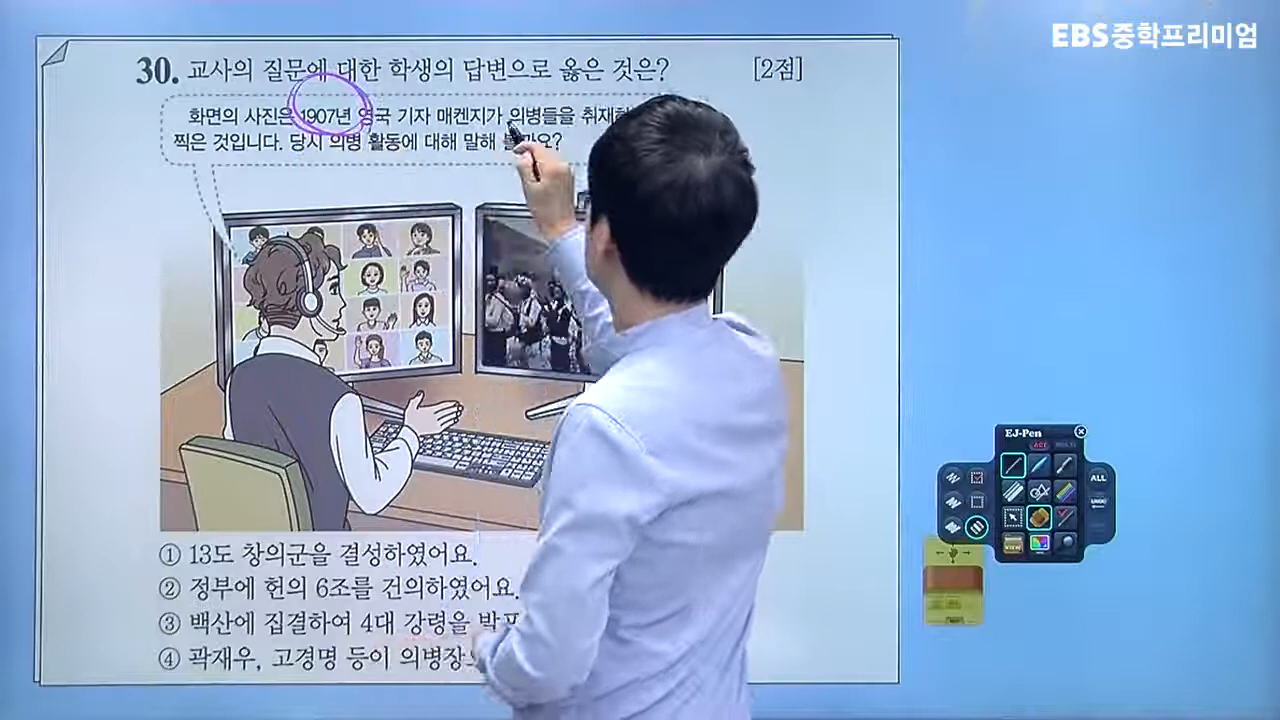 EBS중학프리미엄
30. 교사의 질문에 대한 학생의 답변으로 옳은 것은? [2점]
화면의 사진은 1907년 영국 기자 매켄지가 의병들을 취재
찍은 것입니다. 당시 의병 활동에 대해 말해 볼까요?
EJ-Pen
ALL
① 13도 창의군을 결성하였어요.
② 정부에 헌의 6조를 건의하였어요.
③ 백산에 집결하여 4대 강령을
④ 곽재우, 고경명 등이